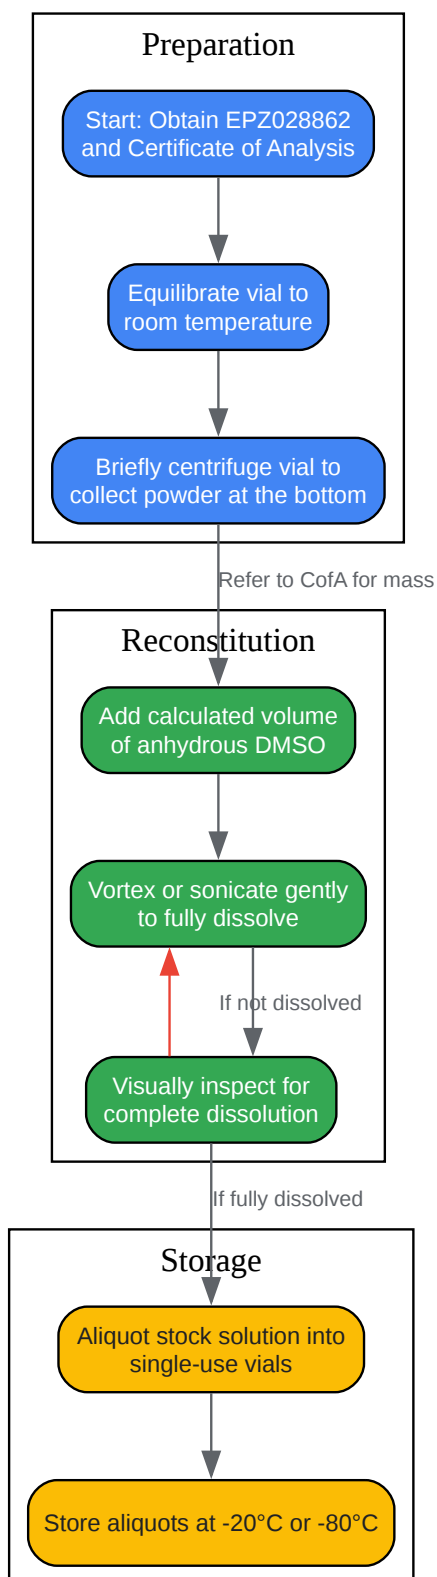 Preparation
Start: Obtain EPZ028862
and Certificate of Analysis
Equilibrate vial to
room temperature
Briefly centrifuge vial to
collect powder at the bottom
Refer to CofA for mass
Reconstitution
Add calculated volume
of anhydrous DMSO
Vortex or sonicate gently
to fully dissolve
If not dissolved
Visually inspect for
complete dissolution
If fully dissolved
Storage
Aliquot stock solution into
single-use vials
Store aliquots at -20°C or -80°C